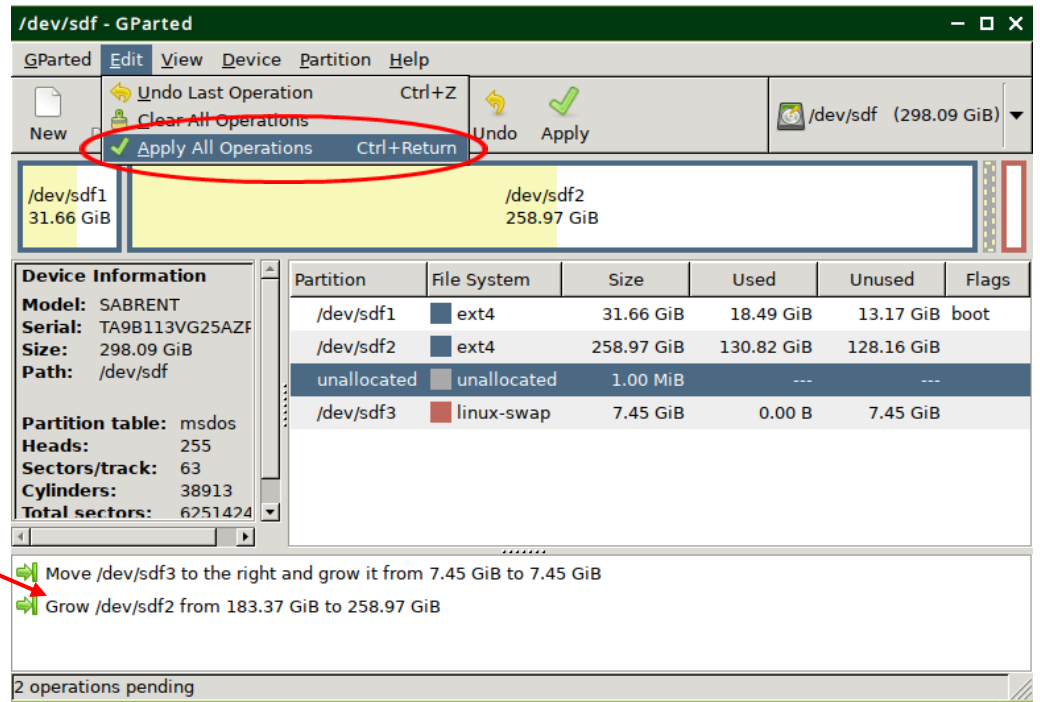 /dev/sdf - GParted
GParted Edit View Device Partition Help
Undo Last Operation Ctrl+Z
Clear All Operations
Apply All Operations Ctrl+Return
New Undo Apply
/dev/sdf (298.09 GiB)
/dev/sdf1
31.66 GiB
/dev/sdf2
258.97 GiB
Device Information
Model: SABRENT
Serial: TA9B113VG25AZF
Size: 298.09 GiB
Path: /dev/sdf
Partition table: msdos
Heads: 255
Sectors/track: 63
Cylinders: 38913
Total sectors: 6251424
Partition File System Size Used Unused Flags
/dev/sdf1 ext4 31.66 GiB 18.49 GiB 13.17 GiB boot
/dev/sdf2 ext4 258.97 GiB 130.82 GiB 128.16 GiB
unallocated unallocated 1.00 MiB --- ---
/dev/sdf3 linux-swap 7.45 GiB 0.00 B 7.45 GiB
Move /dev/sdf3 to the right and grow it from 7.45 GiB to 7.45 GiB
Grow /dev/sdf2 from 183.37 GiB to 258.97 GiB
2 operations pending